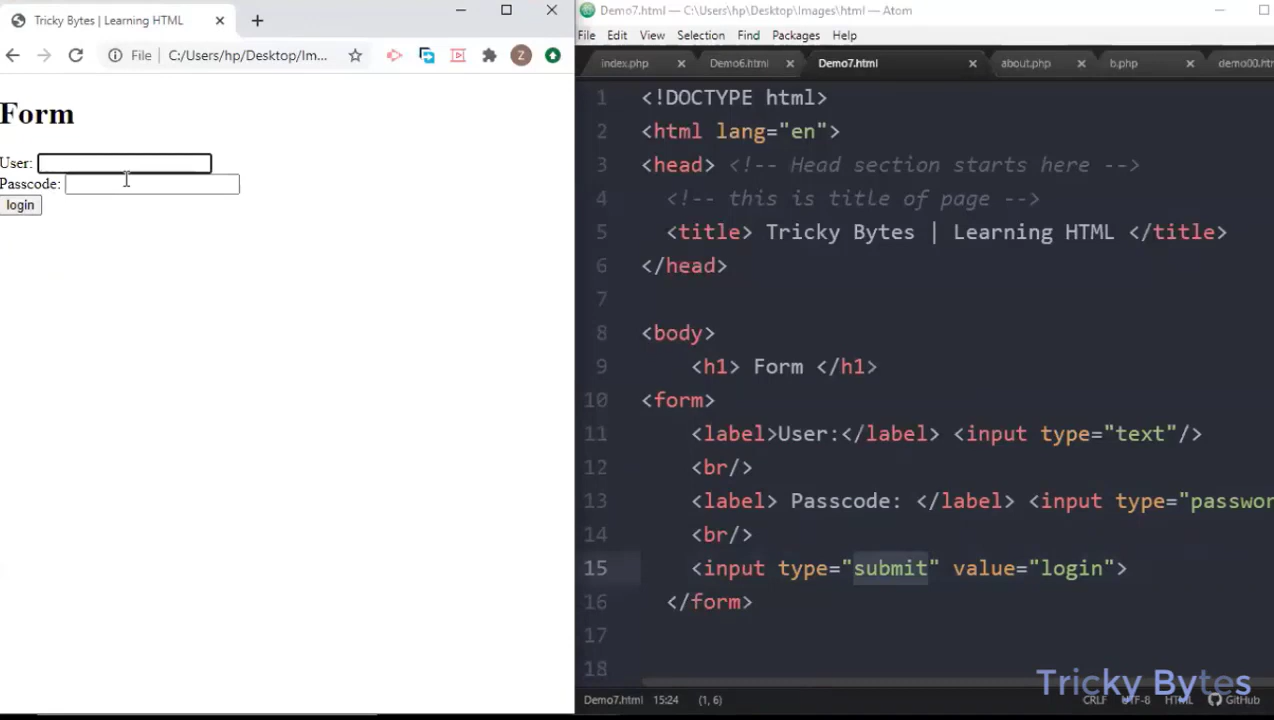 Tricky Bytes | Learning HTML
File
C:/Users/hp/Desktop/Im...
Z
Form
User:
Passcode:
login
Demo7.html — C:\Users\hp\Desktop\Images\html — Atom
File Edit View Selection Find Packages Help
index.php Demo6.html Demo7.html about.php b.php demo00.htm
1 <!DOCTYPE html>
2 <html lang="en">
3 <head> <!-- Head section starts here -->
4 <!-- this is title of page -->
5 <title> Tricky Bytes | Learning HTML </title>
6 </head>
7
8 <body>
9 <h1> Form </h1>
10 <form>
11 <label>User:</label> <input type="text"/>
12 <br/>
13 <label> Passcode: </label> <input type="passwor
14 <br/>
15 <input type="submit" value="login">
16 </form>
17
18
Tricky Bytes
Demo7.html 15:24 (1, 6) CRLF UTF-8 HTML GitHub